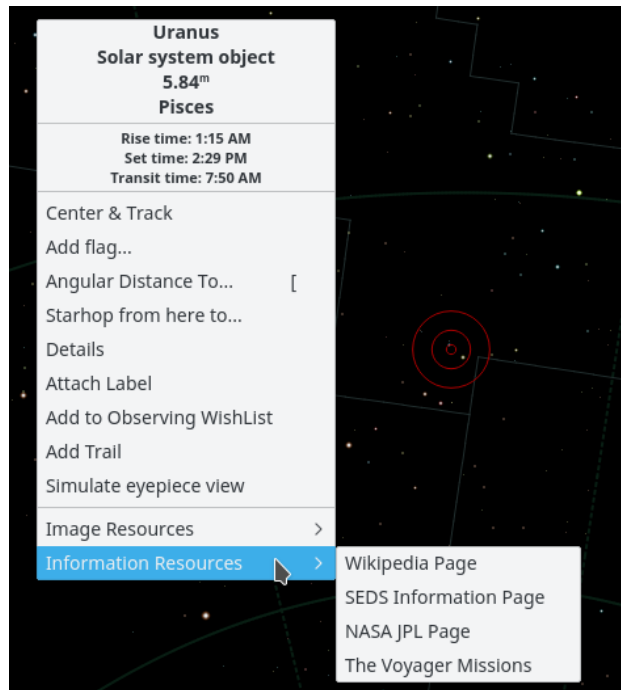 Uranus
Solar system object
5.84ᵐ
Pisces
Rise time: 1:15 AM
Set time: 2:29 PM
Transit time: 7:50 AM
Center & Track
Add flag...
Angular Distance To... [
Starhop from here to...
Details
Attach Label
Add to Observing WishList
Add Trail
Simulate eyepiece view
Image Resources >
Information Resources >
Wikipedia Page
SEDS Information Page
NASA JPL Page
The Voyager Missions